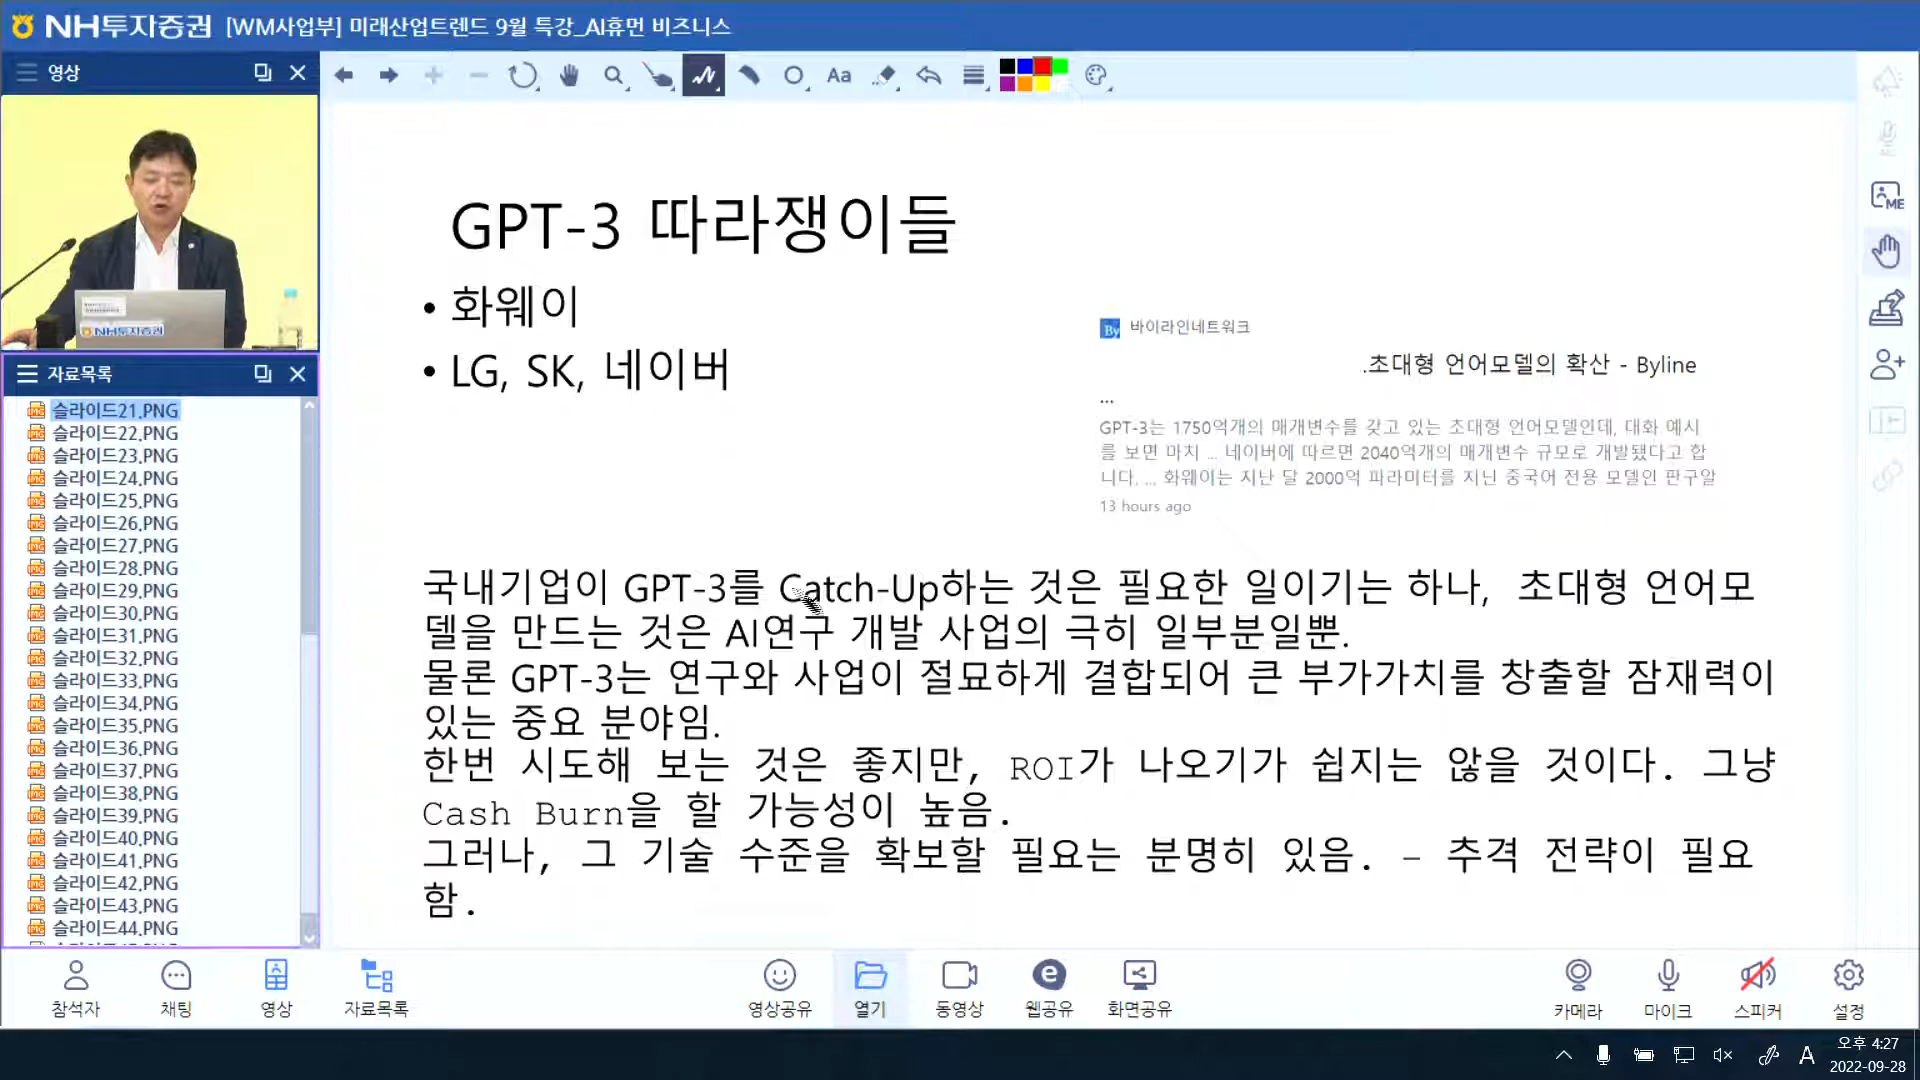 NH투자증권 [WM사업부] 미래산업트렌드 9월 특강_AI휴먼 비즈니스
영상
Aa
NH투자증권
자료목록
슬라이드21.PNG
슬라이드22.PNG
슬라이드23.PNG
슬라이드24.PNG
슬라이드25.PNG
슬라이드26.PNG
슬라이드27.PNG
슬라이드28.PNG
슬라이드29.PNG
슬라이드30.PNG
슬라이드31.PNG
슬라이드32.PNG
슬라이드33.PNG
슬라이드34.PNG
슬라이드35.PNG
슬라이드36.PNG
슬라이드37.PNG
슬라이드38.PNG
슬라이드39.PNG
슬라이드40.PNG
슬라이드41.PNG
슬라이드42.PNG
슬라이드43.PNG
슬라이드44.PNG
GPT-3 따라쟁이들
• 화웨이
• LG, SK, 네이버
By 바이라인네트워크
.초대형 언어모델의 확산 - Byline
...
GPT-3는 1750억개의 매개변수를 갖고 있는 초대형 언어모델인데, 대화 예시
를 보면 마치 ... 네이버에 따르면 2040억개의 매개변수 규모로 개발됐다고 합
니다. ... 화웨이는 지난 달 2000억 파라미터를 지닌 중국어 전용 모델인 판구알
13 hours ago
국내기업이 GPT-3를 Catch-Up하는 것은 필요한 일이기는 하나, 초대형 언어모
델을 만드는 것은 AI연구 개발 사업의 극히 일부분일뿐.
물론 GPT-3는 연구와 사업이 절묘하게 결합되어 큰 부가가치를 창출할 잠재력이
있는 중요 분야임.
한번 시도해 보는 것은 좋지만, ROI가 나오기가 쉽지는 않을 것이다. 그냥
Cash Burn을 할 가능성이 높음.
그러나, 그 기술 수준을 확보할 필요는 분명히 있음. – 추격 전략이 필요
함.
ME
참석자
채팅
영상
자료목록
영상공유
열기
동영상
웹공유
화면공유
카메라
마이크
스피커
설정
A
오후 4:27
2022-09-28